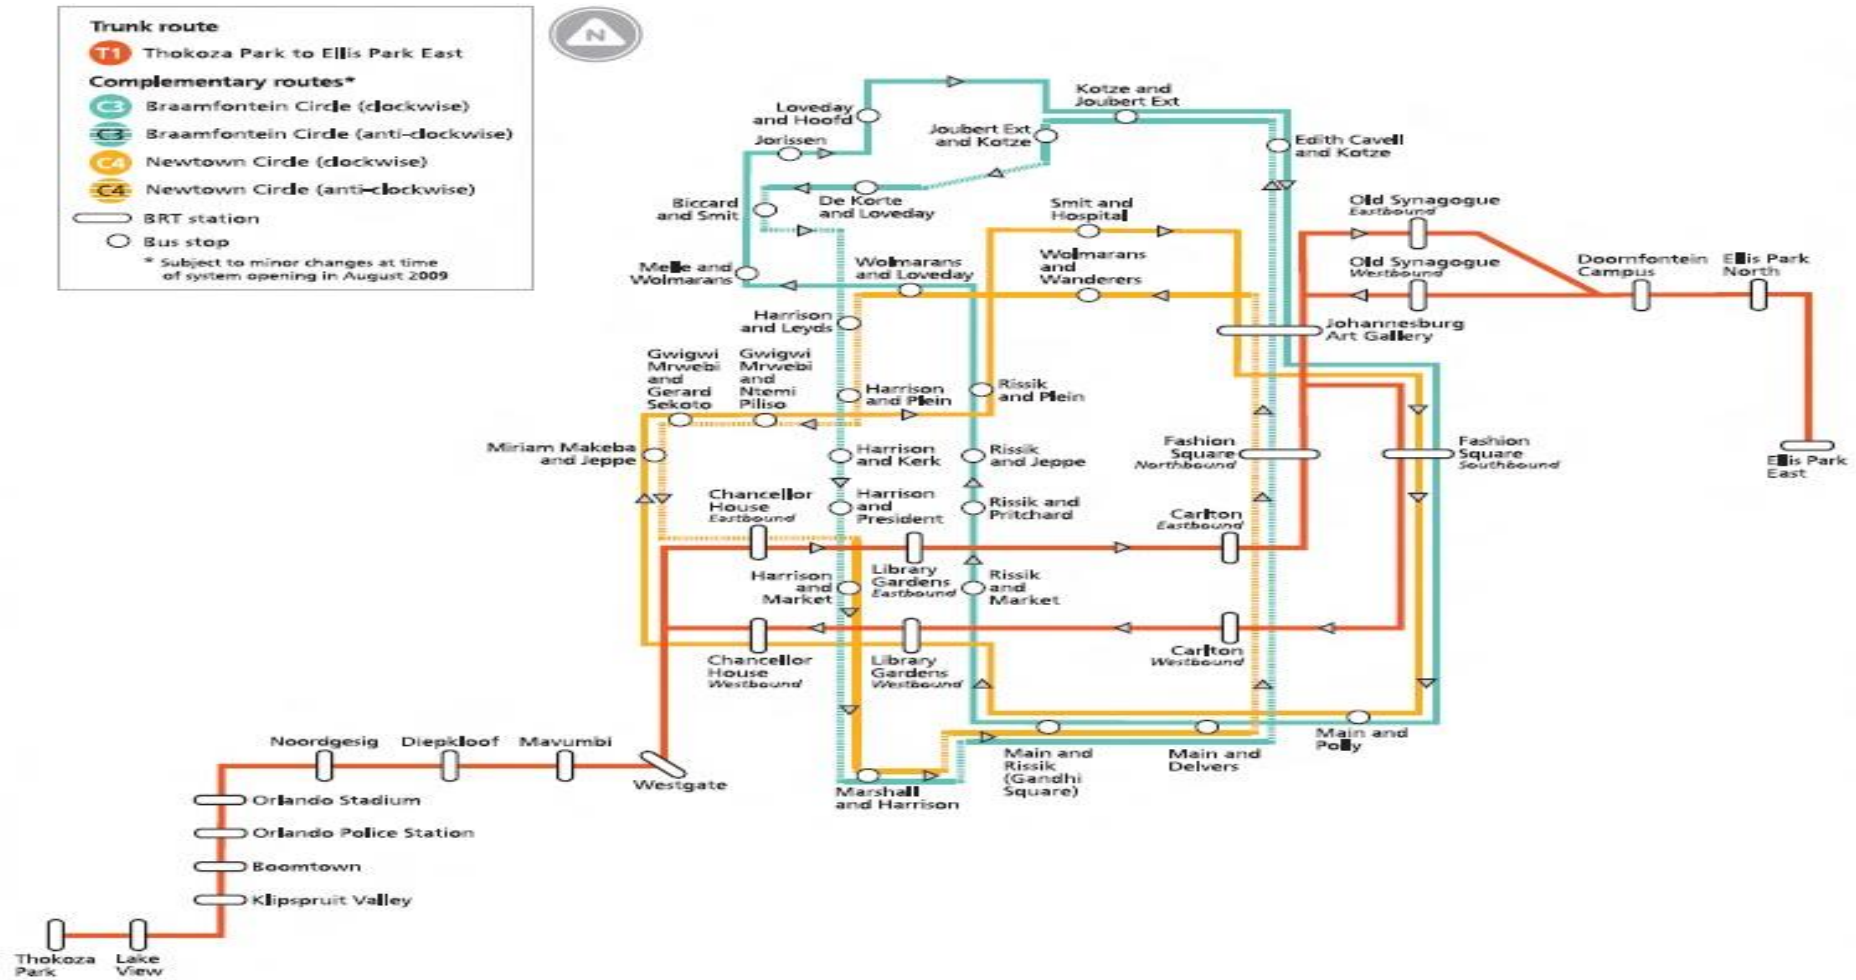 Trunk route
T1 Thokoza Park to Ellis Park East
Complementary routes*
C3 Braamfontein Circle (clockwise)
C3 Braamfontein Circle (anti-clockwise)
C4 Newtown Circle (clockwise)
C4 Newtown Circle (anti-clockwise)
BRT station
Bus stop
* Subject to minor changes at time
of system opening in August 2009
N
Kotze and
Joubert Ext
Loveday
and Hoofd
Joubert Ext
and Kotze
Jorissen
Edith Cavell
and Kotze
Biccard
and Smit
De Korte
and Loveday
Smit and
Hospital
Old Synagogue
Eastbound
Melle and
Wolmarans
Wolmarans
and Loveday
Wolmarans
and
Wanderers
Old Synagogue
Westbound
Doornfontein
Campus
Ellis Park
North
Harrison
and Leyds
Johannesburg
Art Gallery
Gwigwi
Mrwebi
and
Gerard
Sekoto
Gwigwi
Mrwebi
and
Ntemi
Piliso
Harrison
and Plein
Rissik
and Plein
Miriam Makeba
and Jeppe
Harrison
and Kerk
Rissik
and Jeppe
Fashion
Square
Northbound
Fashion
Square
Southbound
Ellis Park
East
Chancellor
House
Eastbound
Harrison
and
President
Rissik and
Pritchard
Carlton
Eastbound
Harrison
and
Market
Library
Gardens
Eastbound
Rissik
and
Market
Chancellor
House
Westbound
Library
Gardens
Westbound
Carlton
Westbound
Noordgesig
Diepkloof
Mavumbi
Westgate
Main and
Rissik
(Gandhi
Square)
Main and
Delvers
Main and
Polly
Marshall
and Harrison
Orlando Stadium
Orlando Police Station
Boomtown
Klipspruit Valley
Thokoza
Park
Lake
View